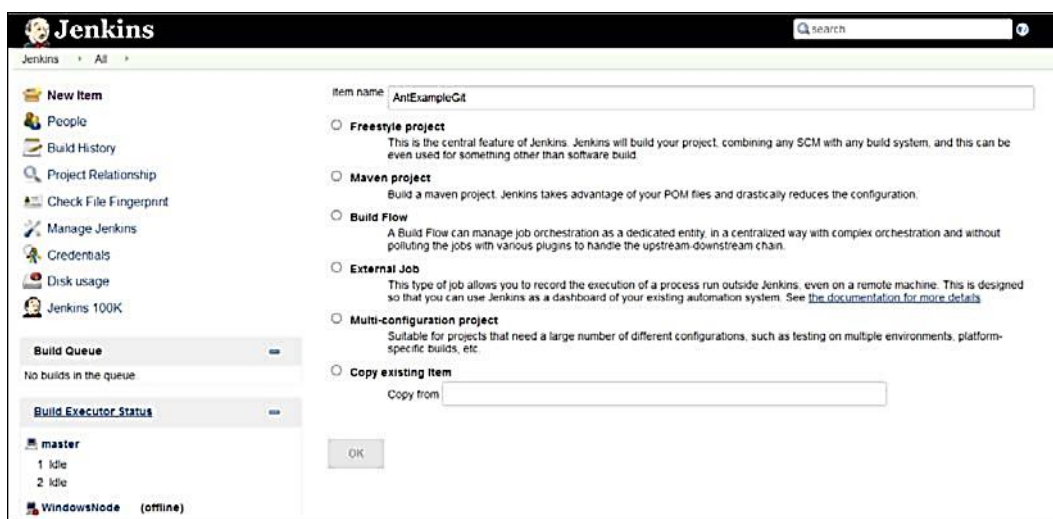 Jenkins
search
Jenkins
All
New Item
People
Build History
Project Relationship
Check File Fingerprint
Manage Jenkins
Credentials
Disk usage
Jenkins 100K
Build Queue
No builds in the queue.
Build Executor Status
master
1 Idle
2 Idle
WindowsNode (offline)
Item name AntExampleGit
Freestyle project
This is the central feature of Jenkins. Jenkins will build your project, combining any SCM with any build system, and this can be
even used for something other than software build.
Maven project
Build a maven project. Jenkins takes advantage of your POM files and drastically reduces the configuration.
Build Flow
A Build Flow can manage job orchestration as a dedicated entity, in a centralized way with complex orchestration and without
polluting the jobs with various plugins to handle the upstream-downstream chain.
External Job
This type of job allows you to record the execution of a process run outside Jenkins, even on a remote machine. This is designed
so that you can use Jenkins as a dashboard of your existing automation system. See the documentation for more details
Multi-configuration project
Suitable for projects that need a large number of different configurations, such as testing on multiple environments, platform-
specific builds, etc.
Copy existing Item
Copy from
OK